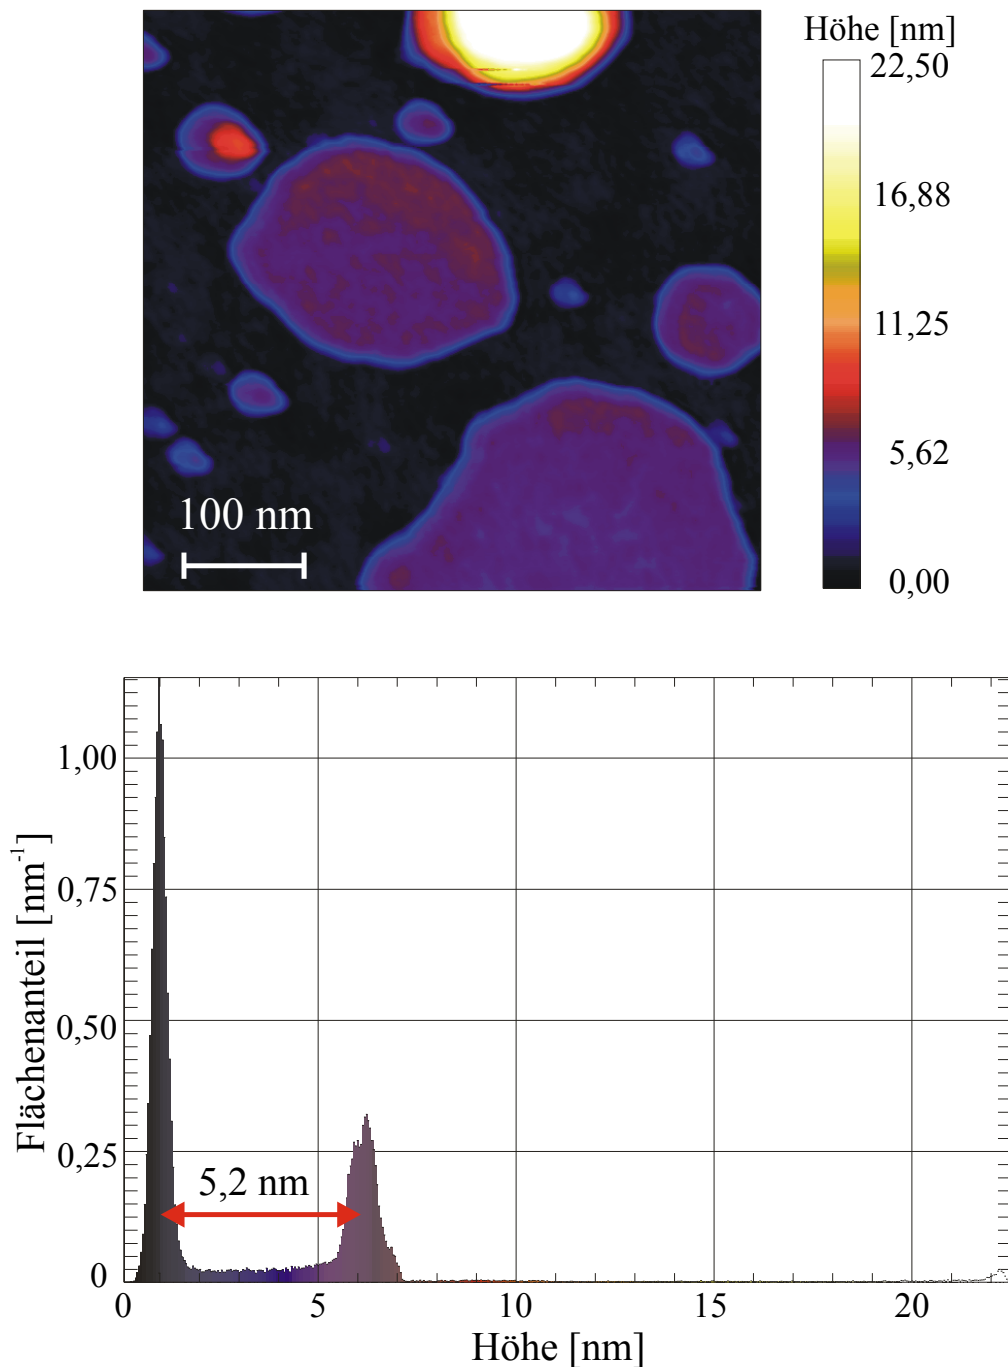 Höhe [nm]
22,50
16,88
11,25
5,62
0,00
100 nm
1,00
0,75
0,50
0,25
0
Flächenanteil [nm-1]
5,2 nm
0 5 10 15 20
Höhe [nm]